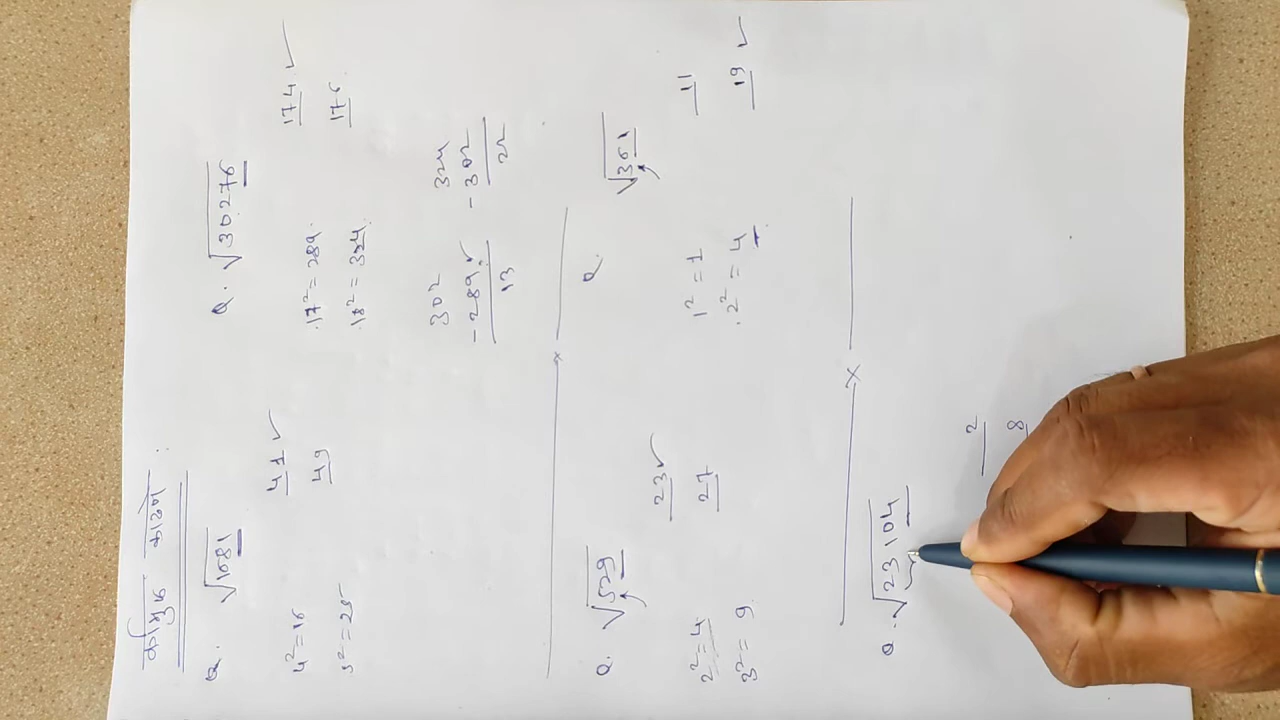 वर्गमुळ काढणे :
Q. √1681
41 ✓
49
4² = 16
5² = 25
Q. √30276
174 ✓
176
17² = 289
18² = 324
302
- 289 ✓
13
324
- 302
22
x
Q. √529
23 ✓
27
2² = 4
3² = 9
Q. √361
11
19 ✓
1² = 1
2² = 4
x
Q. √23104
2
8